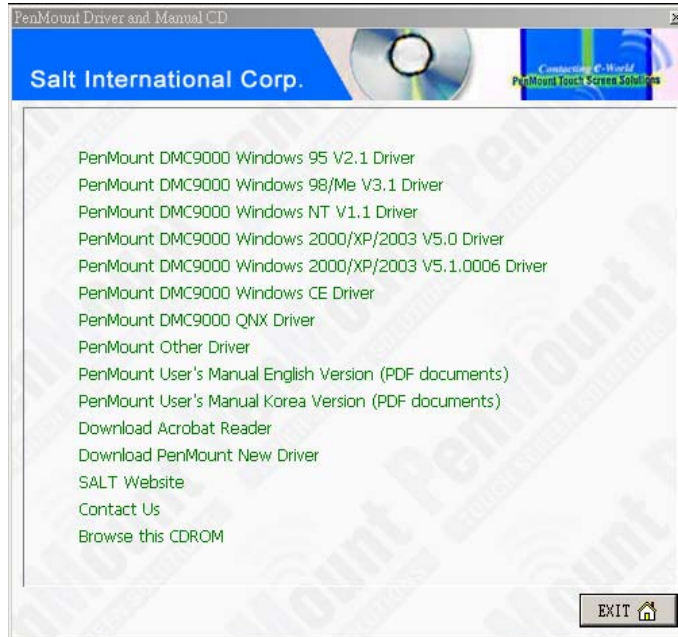 PenMount Driver and Manual CD
Salt International Corp.
Contacting e-World
PenMount Touch Screen Solutions
PenMount DMC9000 Windows 95 V2.1 Driver
PenMount DMC9000 Windows 98/Me V3.1 Driver
PenMount DMC9000 Windows NT V1.1 Driver
PenMount DMC9000 Windows 2000/XP/2003 V5.0 Driver
PenMount DMC9000 Windows 2000/XP/2003 V5.1.0006 Driver
PenMount DMC9000 Windows CE Driver
PenMount DMC9000 QNX Driver
PenMount Other Driver
PenMount User's Manual English Version (PDF documents)
PenMount User's Manual Korea Version (PDF documents)
Download Acrobat Reader
Download PenMount New Driver
SALT Website
Contact Us
Browse this CDROM
EXIT